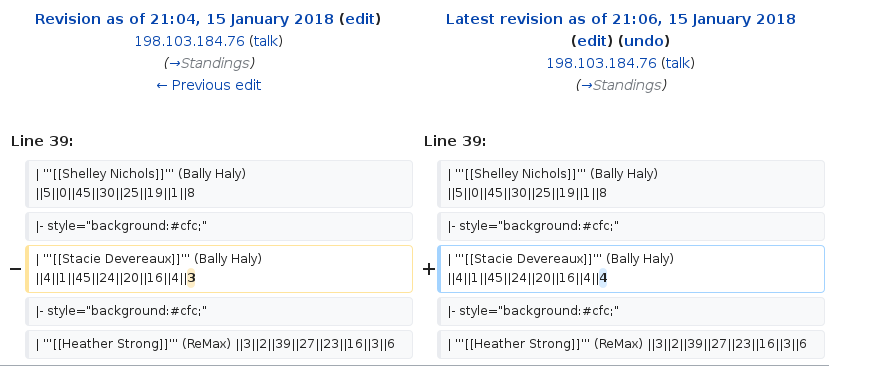 Revision as of 21:04, 15 January 2018 (edit)
198.103.184.76 (talk)
(→Standings)
← Previous edit
Latest revision as of 21:06, 15 January 2018
(edit) (undo)
198.103.184.76 (talk)
(→Standings)
Line 39:
Line 39:
| '''[[Shelley Nichols]]''' (Bally Haly)
||5||0||45||30||25||19||1||8
| '''[[Shelley Nichols]]''' (Bally Haly)
||5||0||45||30||25||19||1||8
|- style="background:#cfc;"
|- style="background:#cfc;"
− | '''[[Stacie Devereaux]]''' (Bally Haly)
||4||1||45||24||20||16||4||3
+ | '''[[Stacie Devereaux]]''' (Bally Haly)
||4||1||45||24||20||16||4||4
|- style="background:#cfc;"
|- style="background:#cfc;"
| '''[[Heather Strong]]''' (ReMax) ||3||2||39||27||23||16||3||6
| '''[[Heather Strong]]''' (ReMax) ||3||2||39||27||23||16||3||6